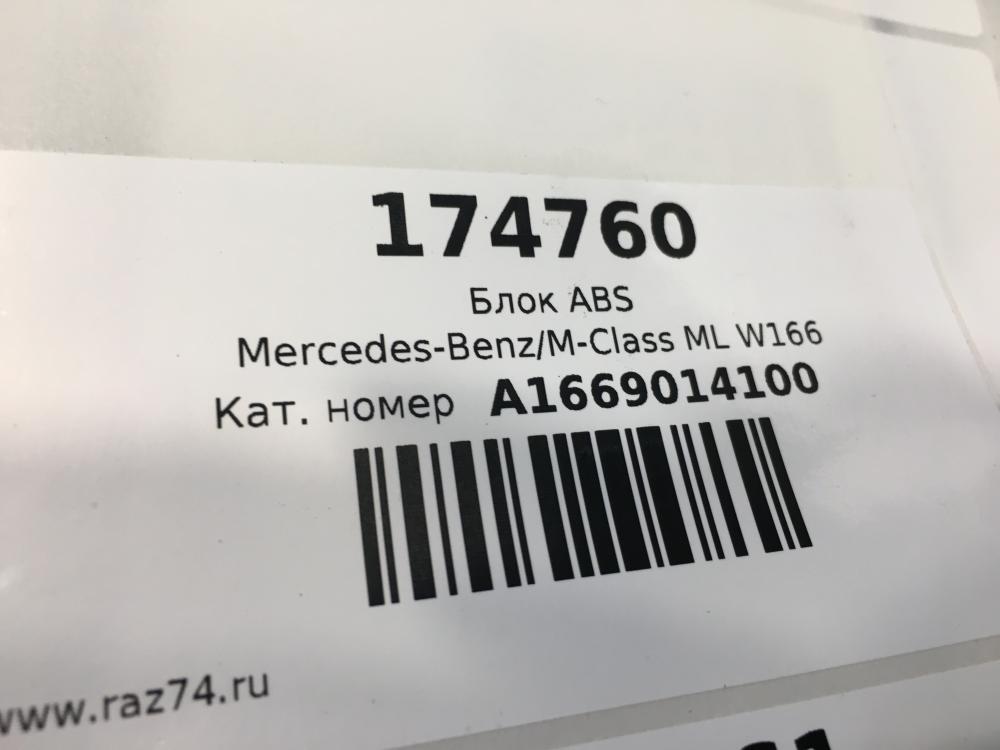 174760
Блок ABS
Mercedes-Benz/M-Class ML W166
Кат. номер A1669014100
www.raz74.ru